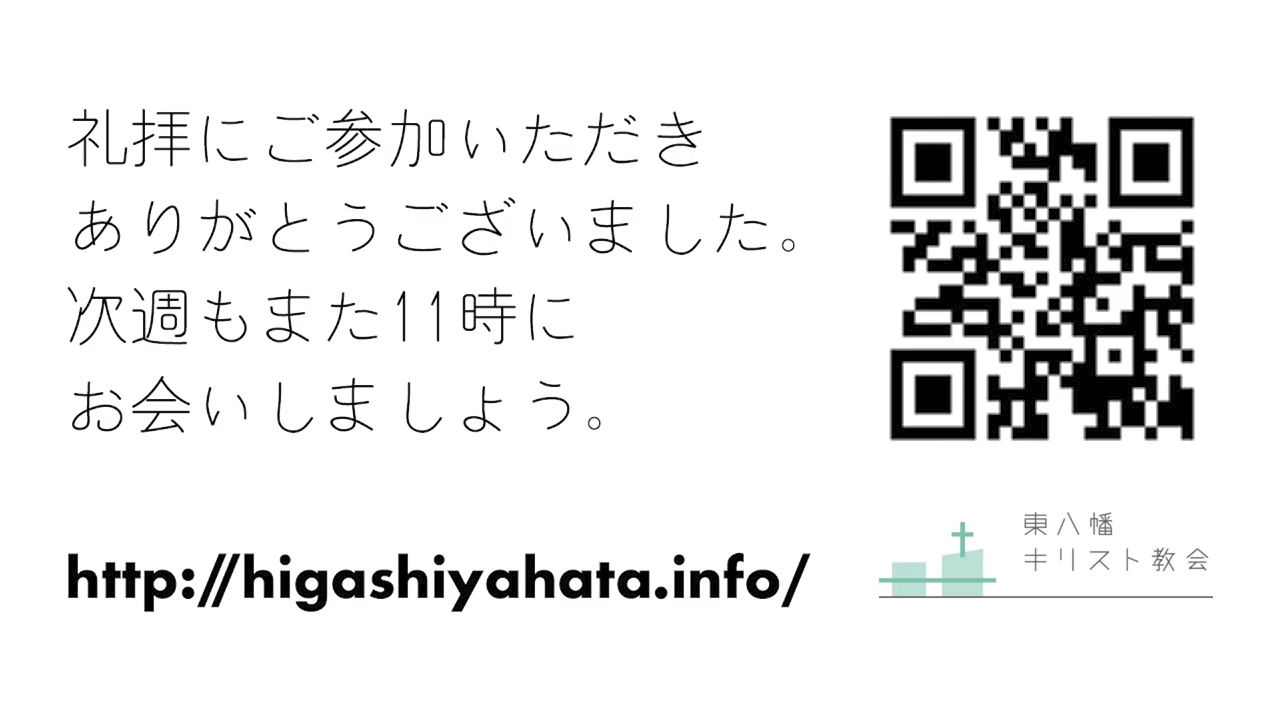 礼拝にご参加いただき
ありがとうございました。
次週もまた11時に
お会いしましょう。
http://higashiyahata.info/
東八幡
キリスト教会